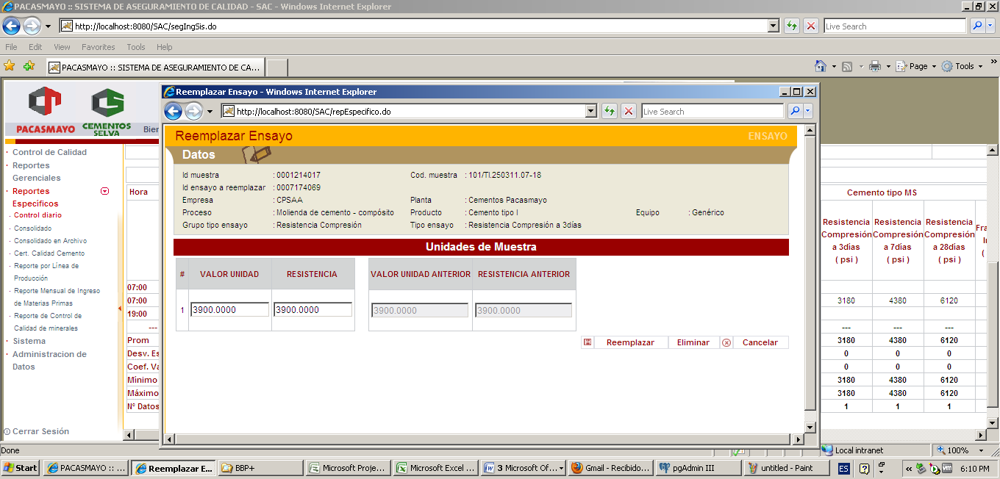 PACASMAYO :: SISTEMA DE ASEGURAMIENTO DE CALIDAD - SAC - Windows Internet Explorer
http://localhost:8080/SAC/segIngSis.do
Live Search
File Edit View Favorites Tools Help
PACASMAYO :: SISTEMA DE ASEGURAMIENTO DE CA...
Page Tools »
PACASMAYO
CEMENTOS SELVA
Bien
Control de Calidad
Reportes
Gerenciales
Reportes
Específicos
Control diario
Consolidado
Consolidado en Archivo
Cert. Calidad Cemento
Reporte por Línea de
Producción
Reporte Mensual de Ingreso
de Materias Primas
Reporte de Control de
Calidad de minerales
Sistema
Administracion de
Datos
Cerrar Sesión
Hora
07:00
07:00
19:00
---
Prom
Desv. Es
Coef. Va
Mínimo
Máximo
Nº Datos
Reemplazar Ensayo - Windows Internet Explorer
http://localhost:8080/SAC/repEspecifico.do
Live Search
Reemplazar Ensayo
ENSAYO
Datos
Id muestra : 0001214017 Cod. muestra : 101/TI.250311.07-18
Id ensayo a reemplazar : 0007174069
Empresa : CPSAA Planta : Cementos Pacasmayo
Proceso : Molienda de cemento - compósito Producto : Cemento tipo I Equipo : Genérico
Grupo tipo ensayo : Resistencia Compresión Tipo ensayo : Resistencia Compresión a 3días
Unidades de Muestra
# VALOR UNIDAD RESISTENCIA VALOR UNIDAD ANTERIOR RESISTENCIA ANTERIOR
1 3900.0000 3900.0000 3900.0000 3900.0000
Reemplazar Eliminar Cancelar
Cemento tipo MS
Resistencia Resistencia Resistencia
Compresión Compresión Compresión Fra
a 3días a 7días a 28días
( psi ) ( psi ) ( psi ) (
3180 4380 6120
--- --- ---
3180 4380 6120
0 0 0
0 0 0
3180 4380 6120
3180 4380 6120
1 1 1
Done
Local intranet
100%
Start
PACASMAYO :: ...
Reemplazar E...
BBP+
Microsoft Proje...
Microsoft Excel ...
3 Microsoft Of...
Gmail - Recibido...
pgAdmin III
untitled - Paint
ES
«
6:10 PM